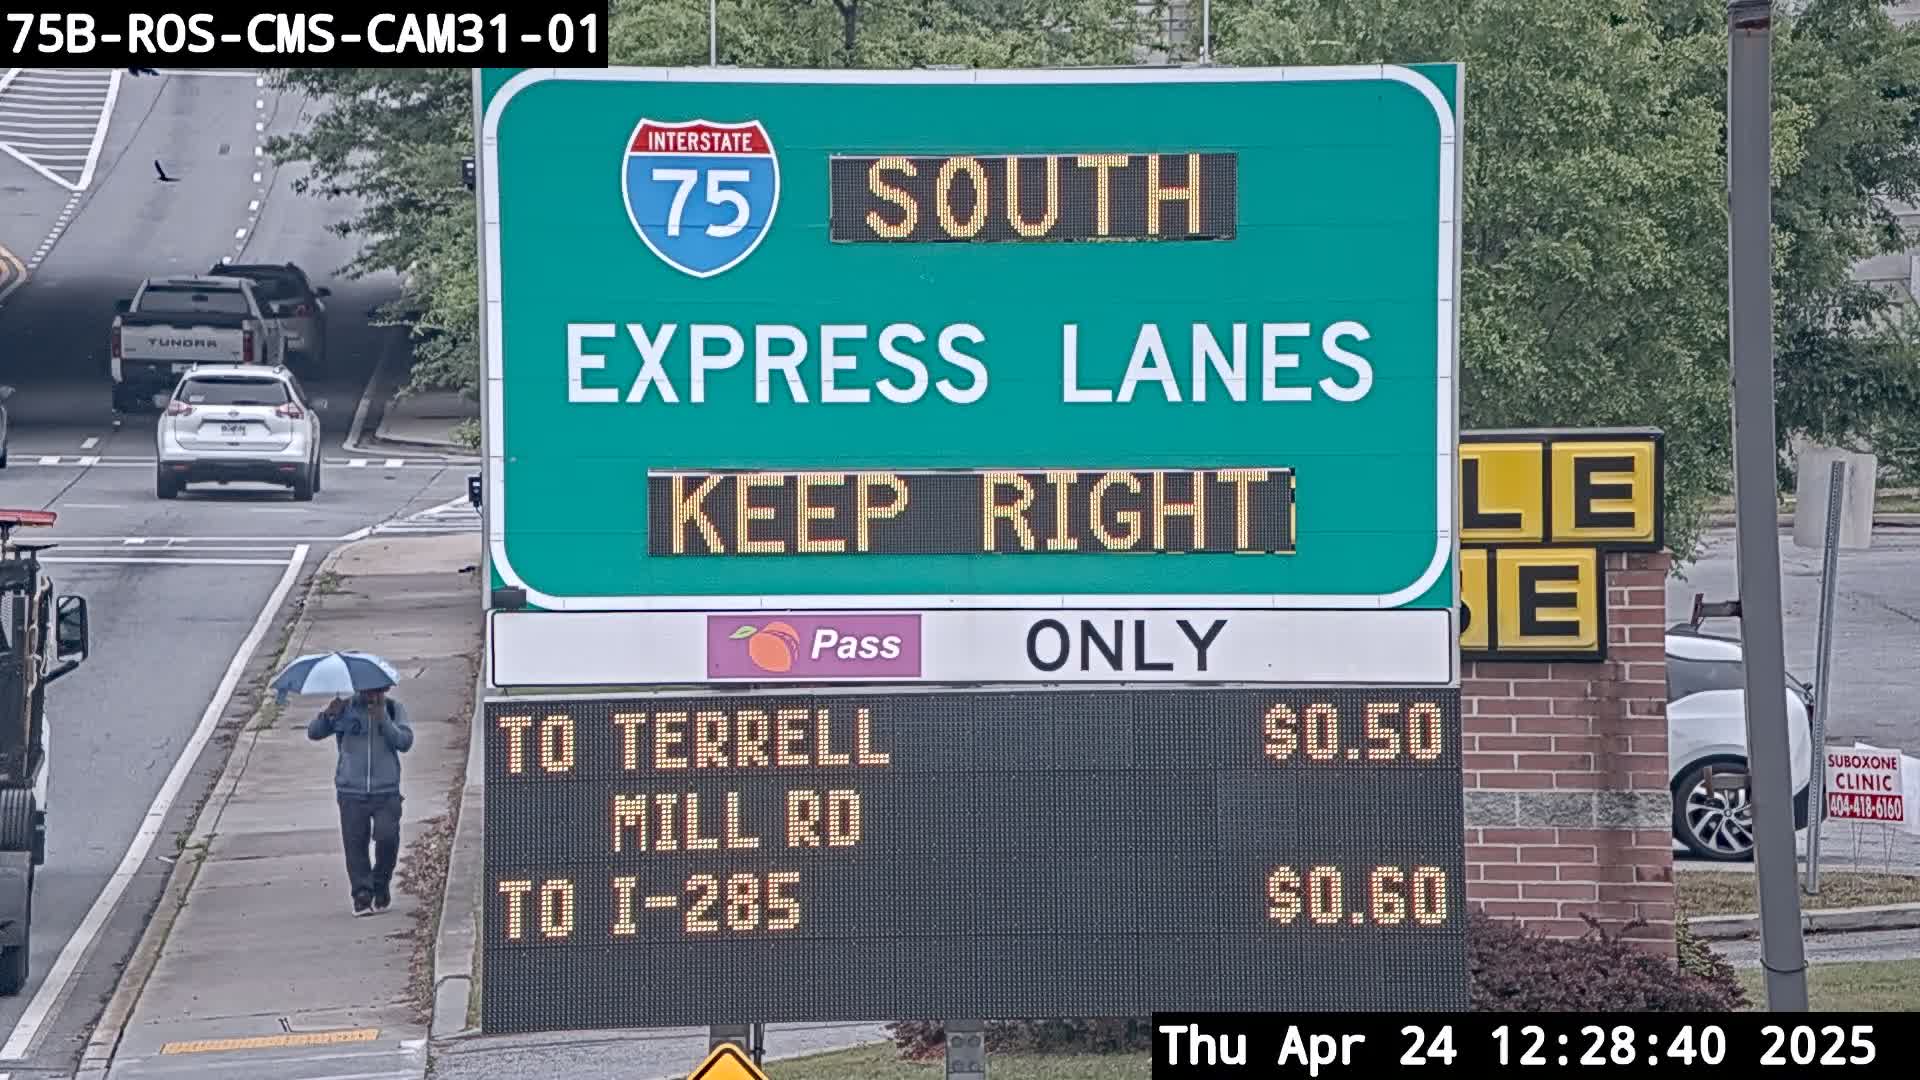 75B-ROS-CMS-CAM31-01
INTERSTATE
75
SOUTH
EXPRESS LANES
KEEP RIGHT
Pass ONLY
TO TERRELL $0.50
MILL RD
TO I-285 $0.60
TUNDRA
LE
E
SUBOXONE
CLINIC
404-418-6160
Thu Apr 24 12:28:40 2025